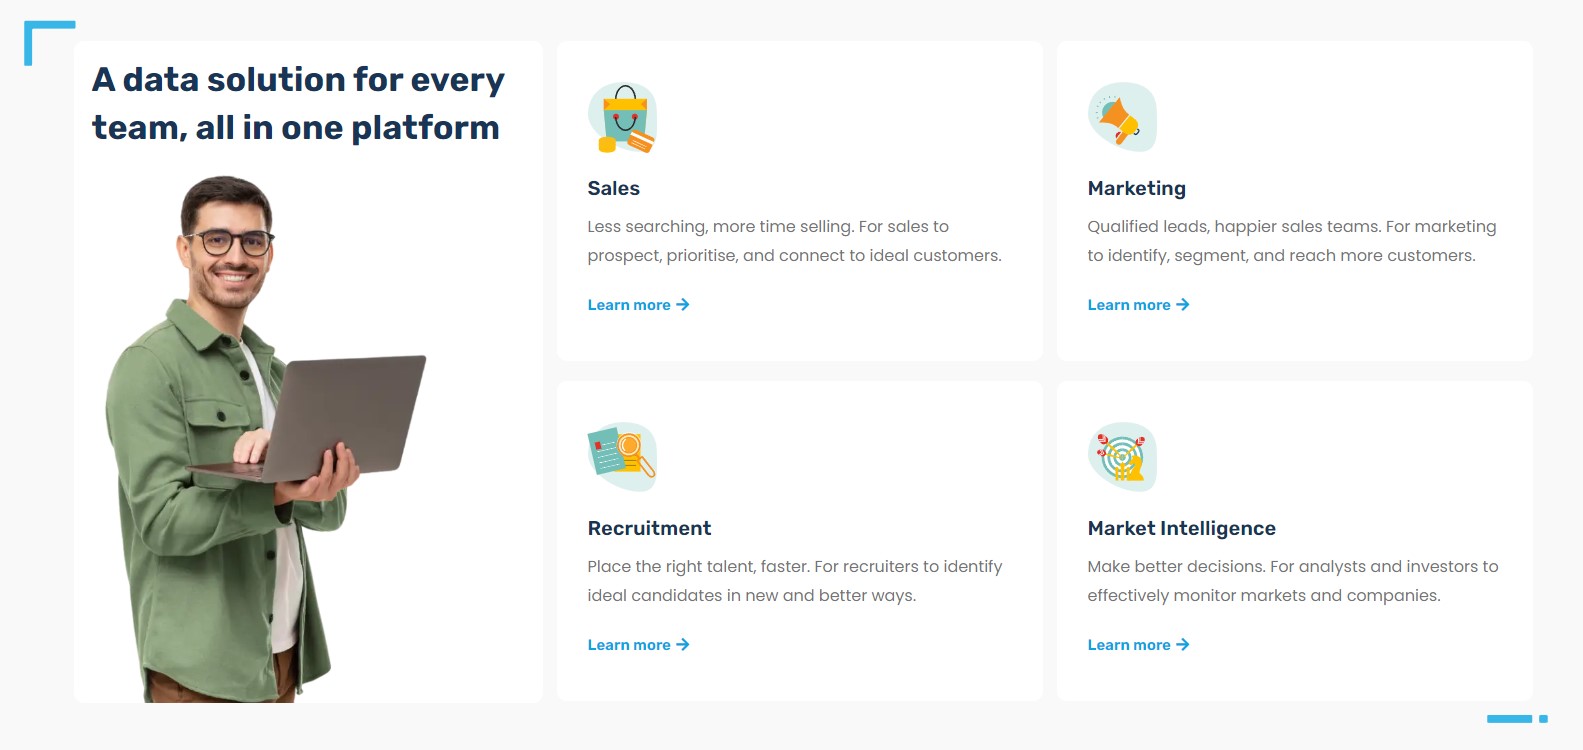 A data solution for every
team, all in one platform
Sales
Less searching, more time selling. For sales to
prospect, prioritise, and connect to ideal customers.
Learn more
Marketing
Qualified leads, happier sales teams. For marketing
to identify, segment, and reach more customers.
Learn more
Recruitment
Place the right talent, faster. For recruiters to identify
ideal candidates in new and better ways.
Learn more
Market Intelligence
Make better decisions. For analysts and investors to
effectively monitor markets and companies.
Learn more